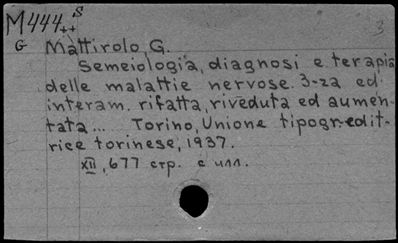 M444 S
++
3
G Mattirolo, G.
Semeiologia, diagnosi e terapia
delle malattie nervose. 3-za ed
interam. rifatta, riveduta ed aumen-
tata... Torino, Unione tipogr.-edit-
rice torinese, 1937.
XII, 677 стр. с илл.